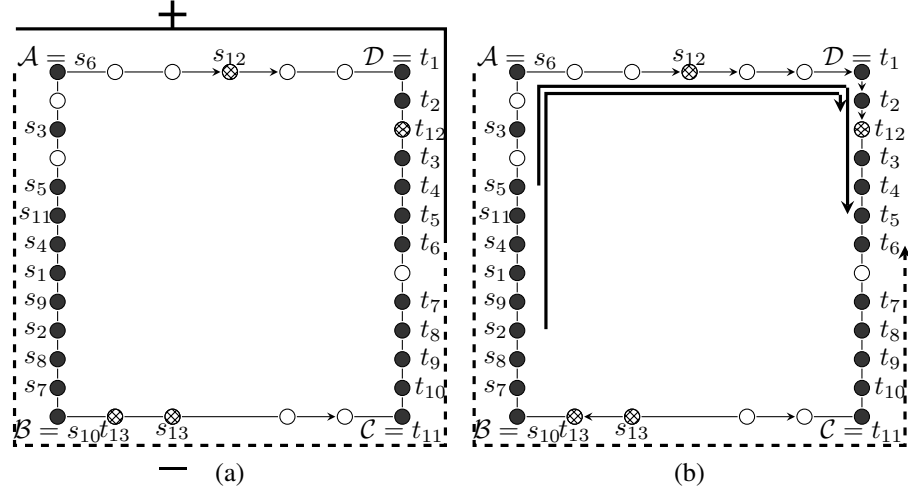 +
𝒜 = s₆ s₁₂ 𝒟 = t₁
t₂
s₃ t₁₂
t₃
s₅ t₄
s₁₁ t₅
s₄ t₆
s₁
s₉ t₇
s₂ t₈
s₈ t₉
s₇ t₁₀
ℬ = s₁₀ t₁₃ s₁₃ 𝒞 = t₁₁
−
(a)
𝒜 = s₆ s₁₂ 𝒟 = t₁
t₂
s₃ t₁₂
t₃
s₅ t₄
s₁₁ t₅
s₄ t₆
s₁
s₉ t₇
s₂ t₈
s₈ t₉
s₇ t₁₀
ℬ = s₁₀ t₁₃ s₁₃ 𝒞 = t₁₁
(b)